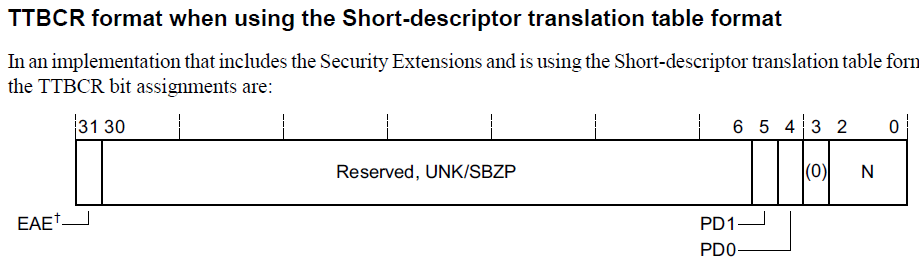 TTBCR format when using the Short-descriptor translation table format
In an implementation that includes the Security Extensions and is using the Short-descriptor translation table
the TTBCR bit assignments are:
31 30 6 5 4 3 2 0
Reserved, UNK/SBZP (0) N
EAE† PD1
PD0